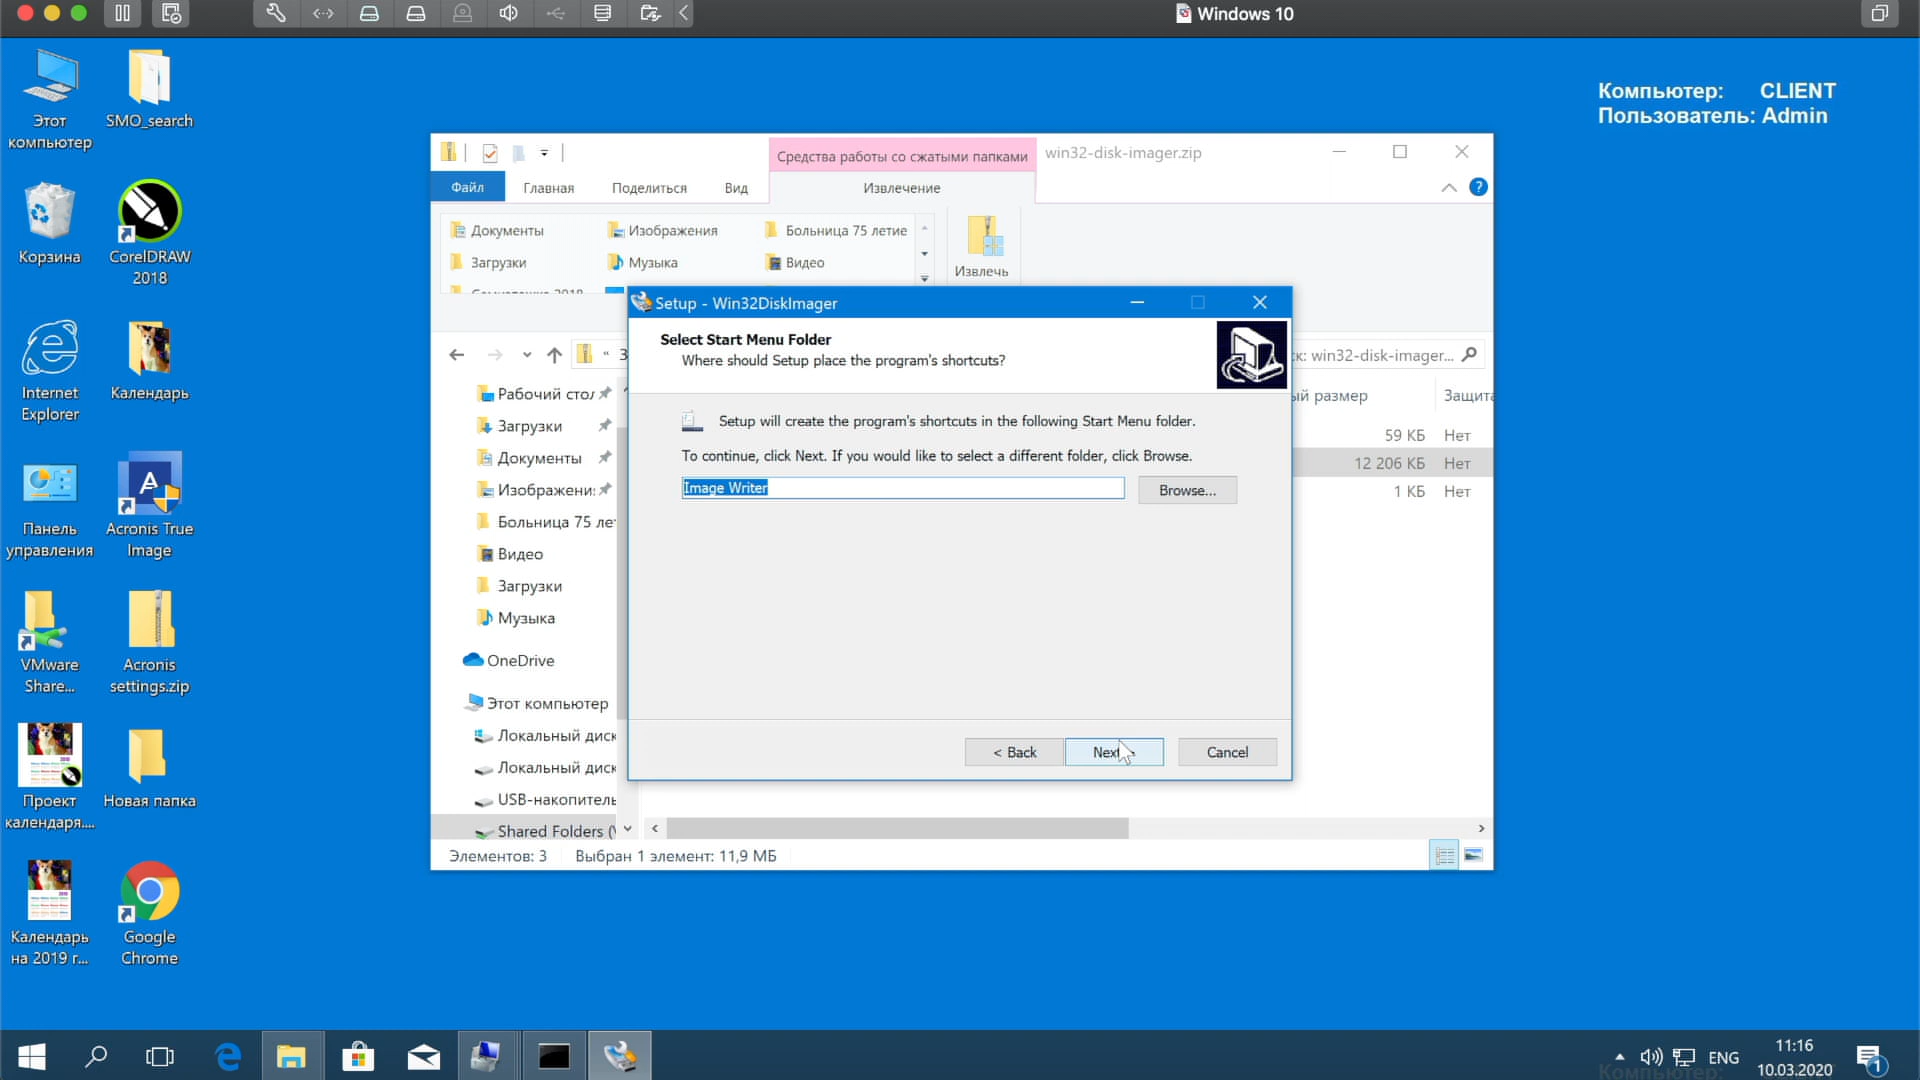 Windows 10
Компьютер: CLIENT
Пользователь: Admin
Этот
компьютер
SMO_search
Корзина
CorelDRAW
2018
Internet
Explorer
Календарь
Панель
управления
Acronis True
Image
VMware
Share...
Acronis
settings.zip
Проект
календаря....
Новая папка
Календарь
на 2019 г...
Google
Chrome
Средства работы со сжатыми папками
win32-disk-imager.zip
Файл
Главная
Поделиться
Вид
Извлечение
Документы
Изображения
Больница 75 летие
Загрузки
Музыка
Видео
Извлечь
Setup - Win32DiskImager
Select Start Menu Folder
Where should Setup place the program's shortcuts?
Setup will create the program's shortcuts in the following Start Menu folder.
To continue, click Next. If you would like to select a different folder, click Browse.
Image Writer
Browse...
< Back
Next
Cancel
к: win32-disk-imager...
ый размер
Защита
59 КБ Нет
12 206 КБ Нет
1 КБ Нет
Рабочий стол
Загрузки
Документы
Изображени
Больница 75 ле
Видео
Загрузки
Музыка
OneDrive
Этот компьютер
Локальный диск
Локальный диск
USB-накопитель
Shared Folders (
Элементов: 3
Выбран 1 элемент: 11,9 МБ
ENG
11:16
10.03.2020
1
Компьютер: